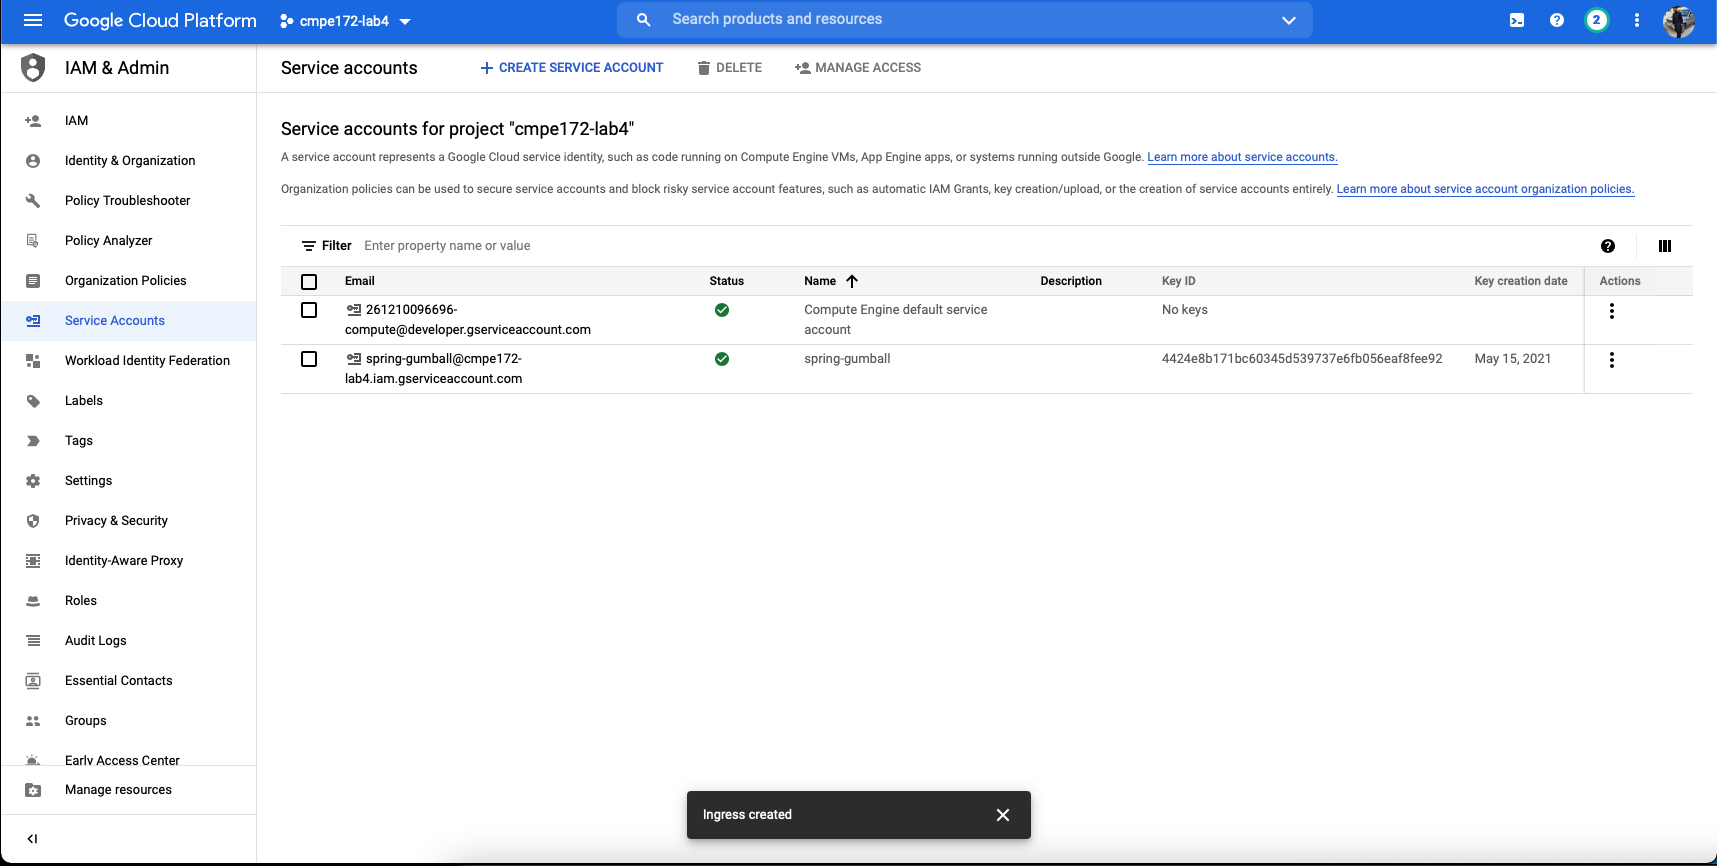 Google Cloud Platform
cmpe172-lab4
Search products and resources
2
IAM & Admin
Service accounts
CREATE SERVICE ACCOUNT
DELETE
MANAGE ACCESS
IAM
Identity & Organization
Policy Troubleshooter
Policy Analyzer
Organization Policies
Service Accounts
Workload Identity Federation
Labels
Tags
Settings
Privacy & Security
Identity-Aware Proxy
Roles
Audit Logs
Essential Contacts
Groups
Early Access Center
Manage resources
Service accounts for project "cmpe172-lab4"
A service account represents a Google Cloud service identity, such as code running on Compute Engine VMs, App Engine apps, or systems running outside Google. Learn more about service accounts.
Organization policies can be used to secure service accounts and block risky service account features, such as automatic IAM Grants, key creation/upload, or the creation of service accounts entirely. Learn more about service account organization policies.
Filter Enter property name or value
Email Status Name Description Key ID Key creation date Actions
261210096696- Compute Engine default service No keys
compute@developer.gserviceaccount.com account
spring-gumball@cmpe172- spring-gumball 4424e8b171bc60345d539737e6fb056eaf8fee92 May 15, 2021
lab4.iam.gserviceaccount.com
Ingress created